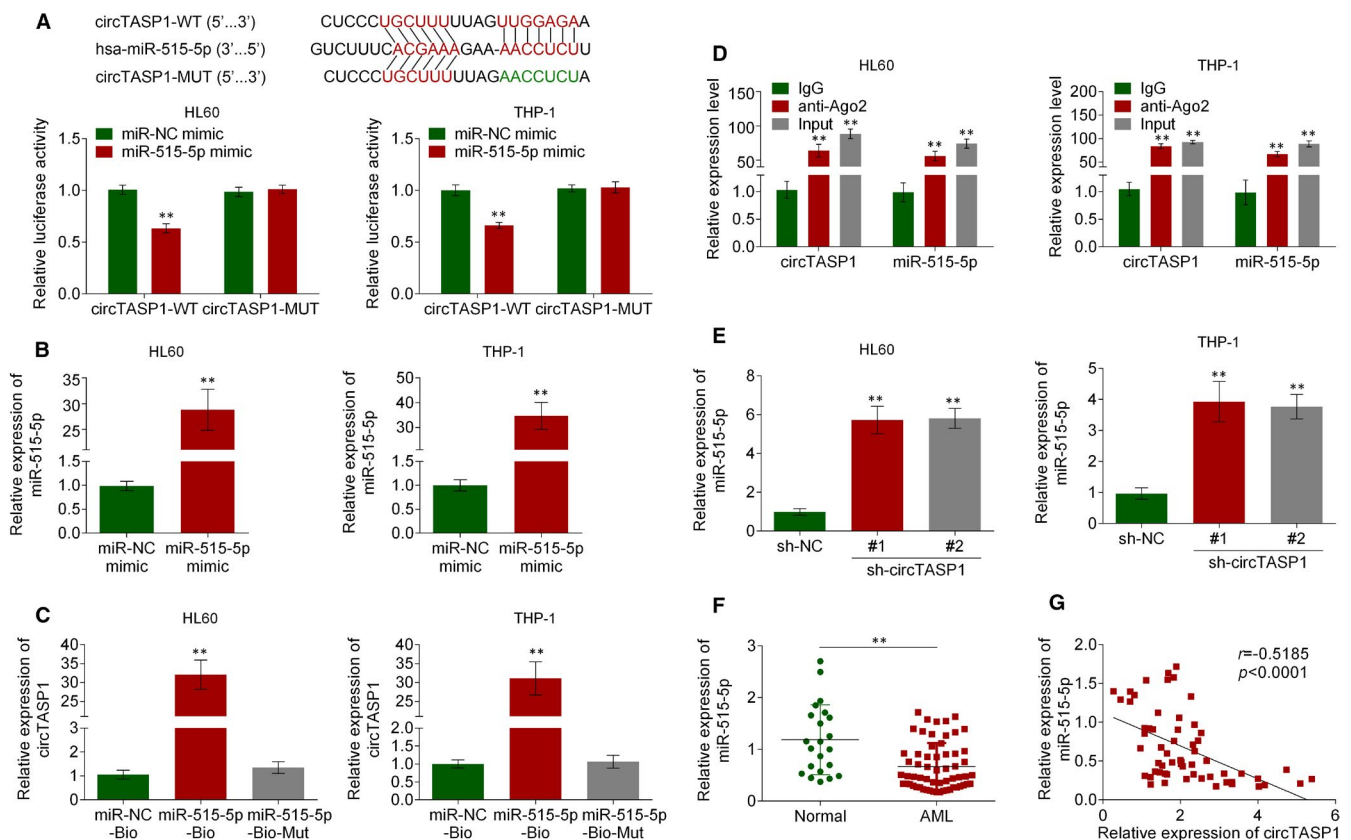 A
circTASP1-WT (5’...3’) CUCCCUGCUUUUUUAGUUGGAGAA
hsa-miR-515-5p (3’...5’) GUCUUUCACGAAAGAA-AACCUCUU
circTASP1-MUT (5’...3’) CUCCCUGCUUUUUUAGAACCUCUA
HL60
miR-NC mimic
miR-515-5p mimic
Relative luciferase activity
1.5
1.0
0.5
0.0
**
circTASP1-WT circTASP1-MUT
THP-1
miR-NC mimic
miR-515-5p mimic
Relative luciferase activity
1.5
1.0
0.5
0.0
**
circTASP1-WT circTASP1-MUT
B
HL60
Relative expression of
miR-515-5p
35
30
25
1.5
1.0
0.5
0.0
**
miR-NC miR-515-5p
mimic mimic
THP-1
Relative expression of
miR-515-5p
50
40
30
1.5
1.0
0.5
0.0
**
miR-NC miR-515-5p
mimic mimic
C
HL60
Relative expression of
circTASP1
40
35
30
25
3
2
1
0
**
miR-NC miR-515-5p miR-515-5p
-Bio -Bio -Bio-Mut
THP-1
Relative expression of
circTASP1
40
35
30
25
2.0
1.5
1.0
0.5
0.0
**
miR-NC miR-515-5p miR-515-5p
-Bio -Bio -Bio-Mut
D
HL60
IgG
anti-Ago2
Input
Relative expression level
150
100
50
1.0
0.5
0.0
** ** ** **
circTASP1 miR-515-5p
THP-1
IgG
anti-Ago2
Input
Relative expression level
200
150
100
50
1.0
0.5
0.0
** ** ** **
circTASP1 miR-515-5p
E
HL60
Relative expression of
miR-515-5p
8
6
4
2
0
** **
sh-NC #1 #2
sh-circTASP1
THP-1
Relative expression of
miR-515-5p
5
4
3
2
1
0
** **
sh-NC #1 #2
sh-circTASP1
F
Relative expression of
miR-515-5p
3
2
1
0
**
Normal AML
G
Relative expression of
miR-515-5p
2.0
1.5
1.0
0.5
0.0
r=-0.5185
p<0.0001
0 2 4 6
Relative expression of circTASP1